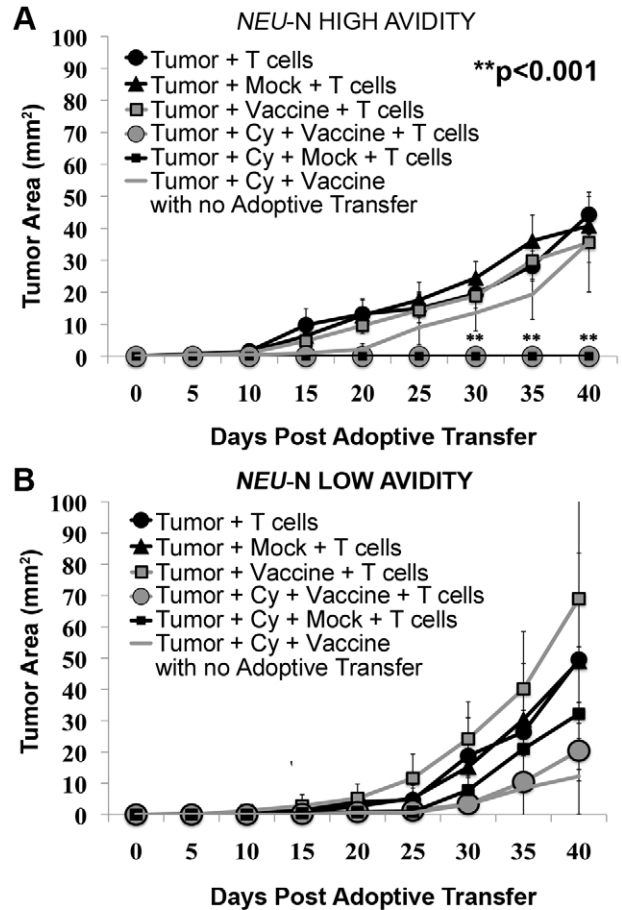 A
NEU-N HIGH AVIDITY
100
90
80
70
60
50
40
30
20
10
0
Tumor Area (mm²)
Tumor + T cells
Tumor + Mock + T cells
Tumor + Vaccine + T cells
Tumor + Cy + Vaccine + T cells
Tumor + Cy + Mock + T cells
Tumor + Cy + Vaccine
with no Adoptive Transfer
**p<0.001
** ** **
0 5 10 15 20 25 30 35 40
Days Post Adoptive Transfer
B
NEU-N LOW AVIDITY
100
90
80
70
60
50
40
30
20
10
0
Tumor Area (mm²)
Tumor + T cells
Tumor + Mock + T cells
Tumor + Vaccine + T cells
Tumor + Cy + Vaccine + T cells
Tumor + Cy + Mock + T cells
Tumor + Cy + Vaccine
with no Adoptive Transfer
0 5 10 15 20 25 30 35 40
Days Post Adoptive Transfer